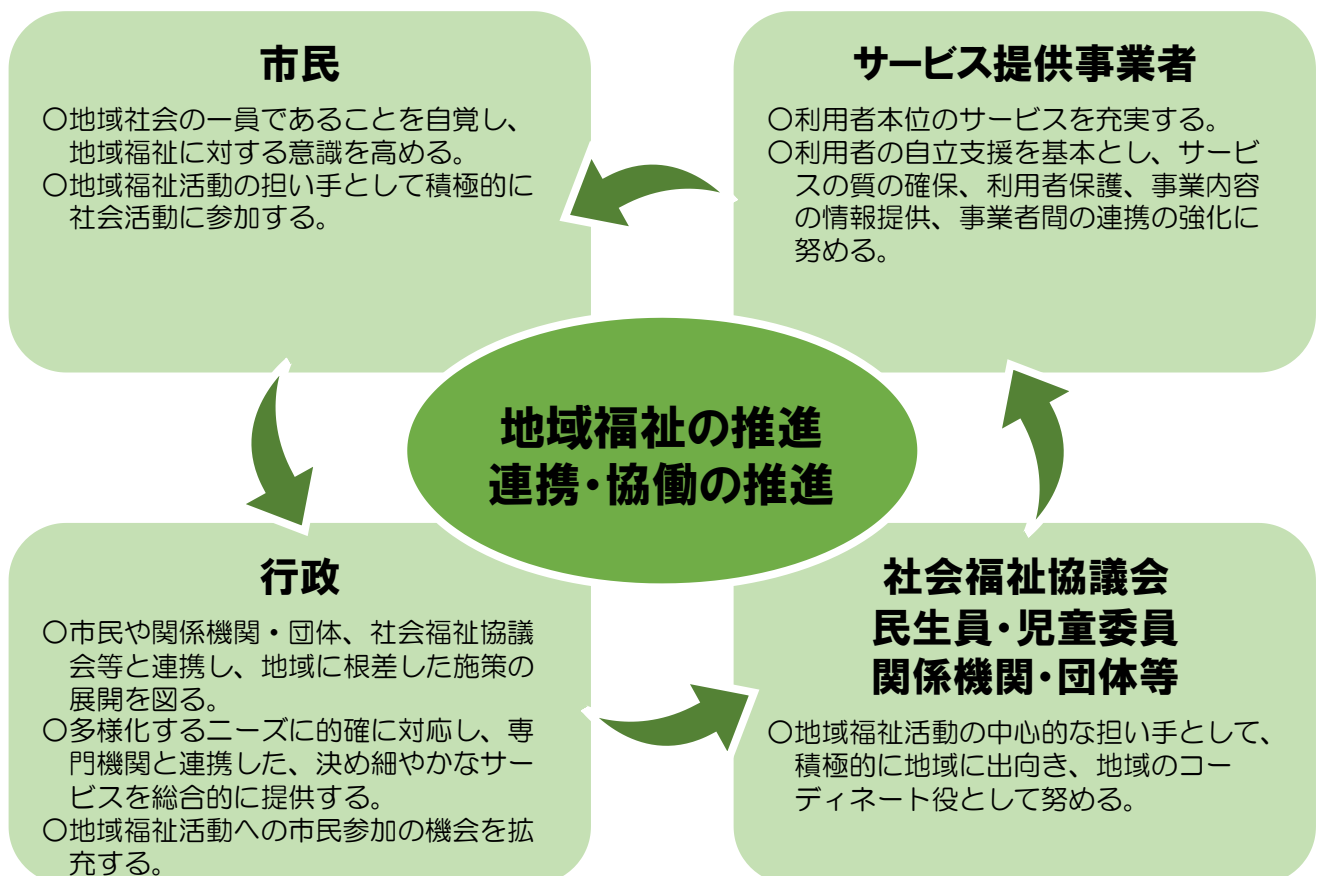 市民
〇地域社会の一員であることを自覚し、
地域福祉に対する意識を高める。
〇地域福祉活動の担い手として積極的に
社会活動に参加する。
サービス提供事業者
〇利用者本位のサービスを充実する。
〇利用者の自立支援を基本とし、サービ
スの質の確保、利用者保護、事業内容
の情報提供、事業者間の連携の強化に
努める。
地域福祉の推進
連携・協働の推進
行政
〇市民や関係機関・団体、社会福祉協議
会等と連携し、地域に根差した施策の
展開を図る。
〇多様化するニーズに的確に対応し、専
門機関と連携した、決め細やかなサー
ビスを総合的に提供する。
〇地域福祉活動への市民参加の機会を拡
充する。
社会福祉協議会
民生員・児童委員
関係機関・団体等
〇地域福祉活動の中心的な担い手として、
積極的に地域に出向き、地域のコー
ディネート役として努める。